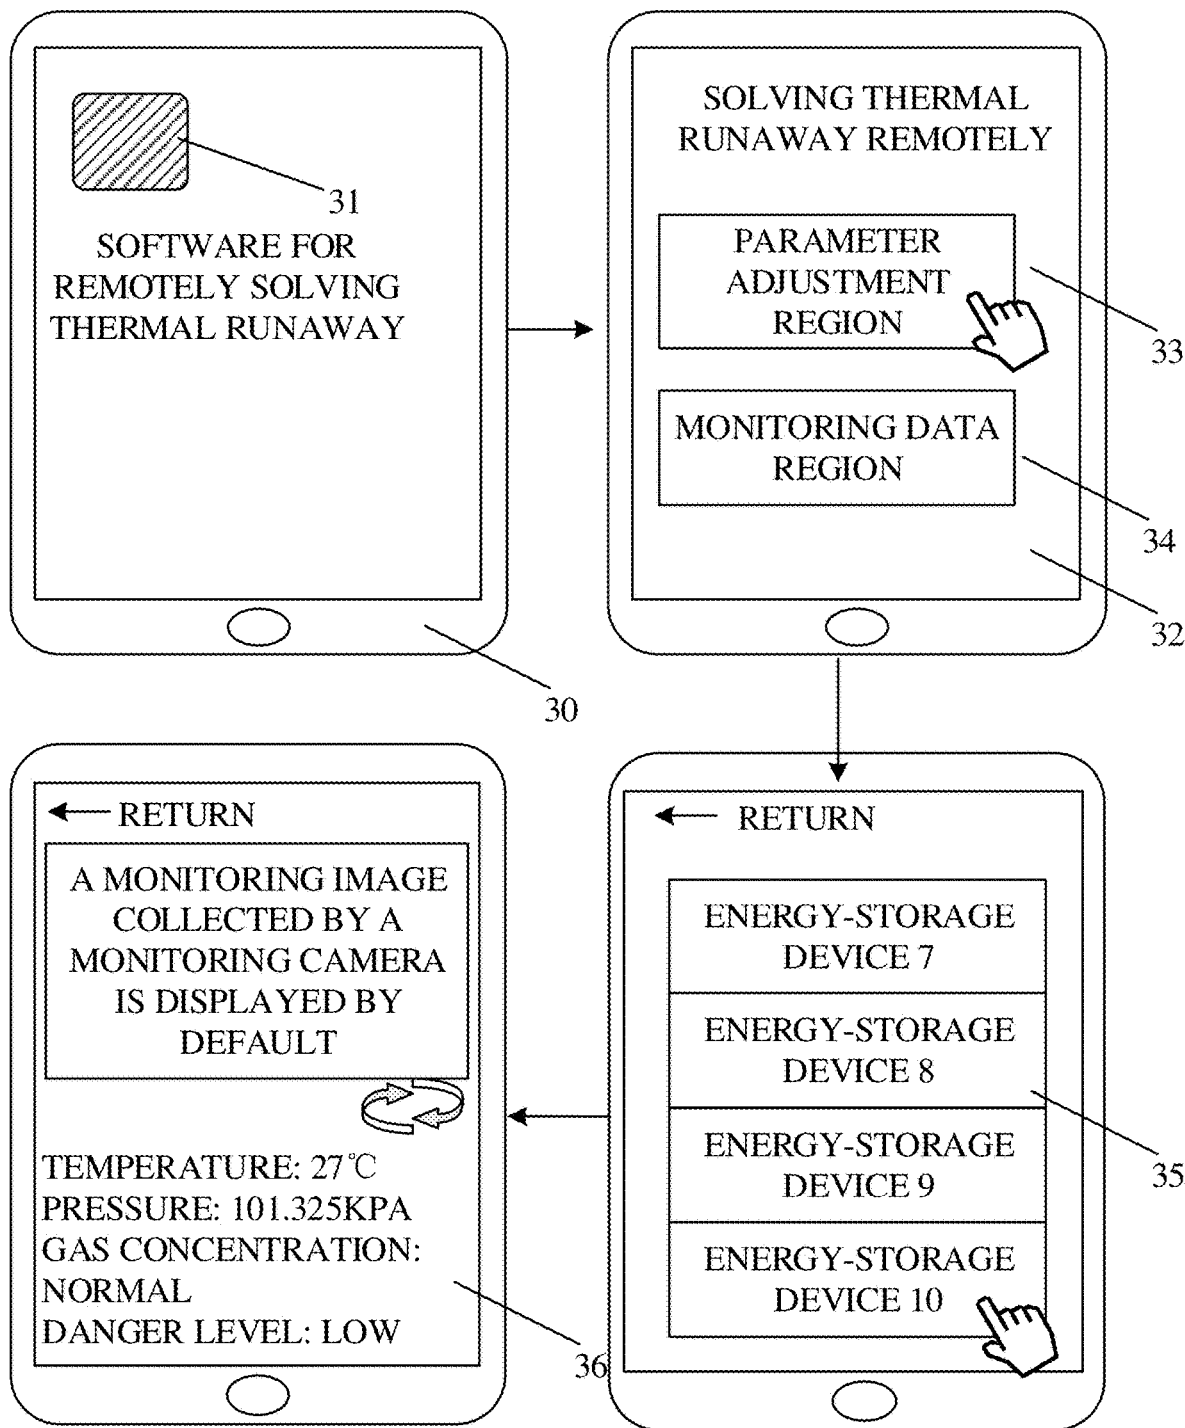 31
SOFTWARE FOR
REMOTELY SOLVING
THERMAL RUNAWAY
30
SOLVING THERMAL
RUNAWAY REMOTELY
PARAMETER
ADJUSTMENT
REGION
33
MONITORING DATA
REGION
34
32
RETURN
ENERGY-STORAGE
DEVICE 7
ENERGY-STORAGE
DEVICE 8
ENERGY-STORAGE
DEVICE 9
ENERGY-STORAGE
DEVICE 10
35
RETURN
A MONITORING IMAGE
COLLECTED BY A
MONITORING CAMERA
IS DISPLAYED BY
DEFAULT
TEMPERATURE: 27℃
PRESSURE: 101.325KPA
GAS CONCENTRATION:
NORMAL
DANGER LEVEL: LOW
36